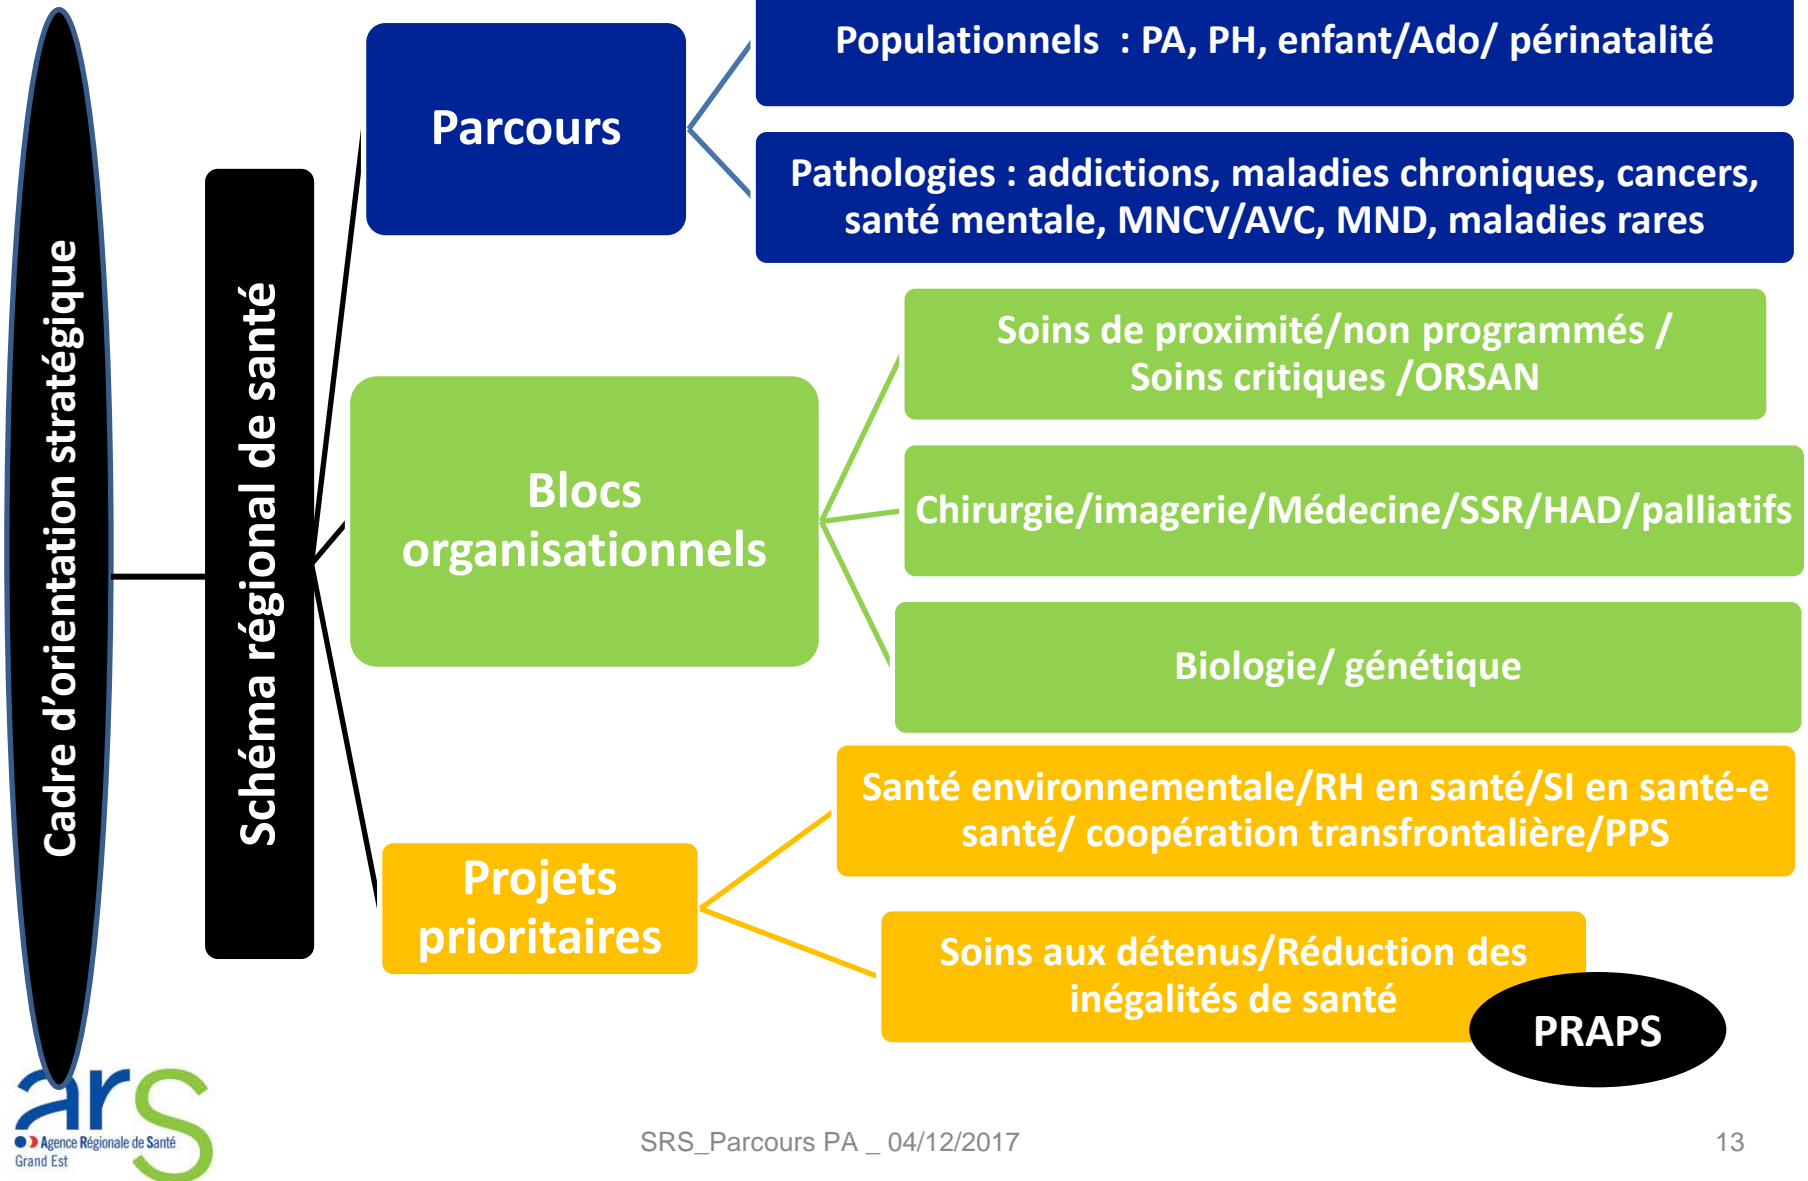 Cadre d'orientation stratégique
Schéma régional de santé
Parcours
Populationnels : PA, PH, enfant/Ado/ périnatalité
Pathologies : addictions, maladies chroniques, cancers,
santé mentale, MNCV/AVC, MND, maladies rares
Blocs
organisationnels
Soins de proximité/non programmés /
Soins critiques /ORSAN
Chirurgie/imagerie/Médecine/SSR/HAD/palliatifs
Biologie/ génétique
Projets
prioritaires
Santé environnementale/RH en santé/SI en santé-e
santé/ coopération transfrontalière/PPS
Soins aux détenus/Réduction des
inégalités de santé
PRAPS
ars
Agence Régionale de Santé
Grand Est
SRS_Parcours PA _ 04/12/2017
13